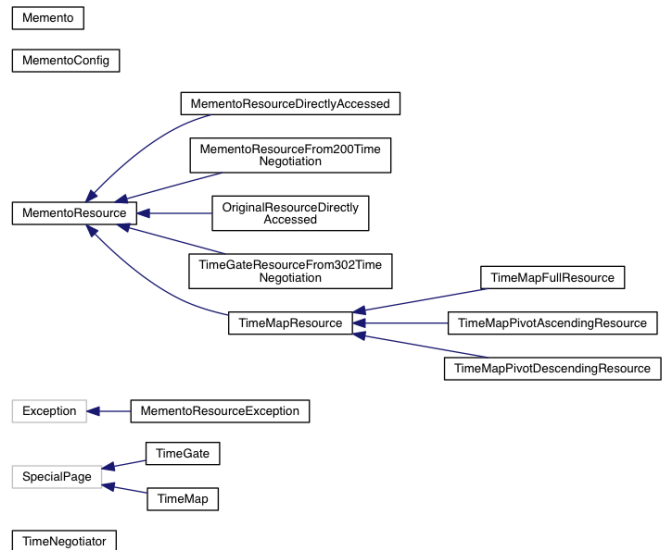 Memento
MementoConfig
MementoResourceDirectlyAccessed
MementoResourceFrom200Time
Negotiation
MementoResource
OriginalResourceDirectly
Accessed
TimeGateResourceFrom302Time
Negotiation
TimeMapFullResource
TimeMapResource
TimeMapPivotAscendingResource
TimeMapPivotDescendingResource
Exception
MementoResourceException
TimeGate
SpecialPage
TimeMap
TimeNegotiator